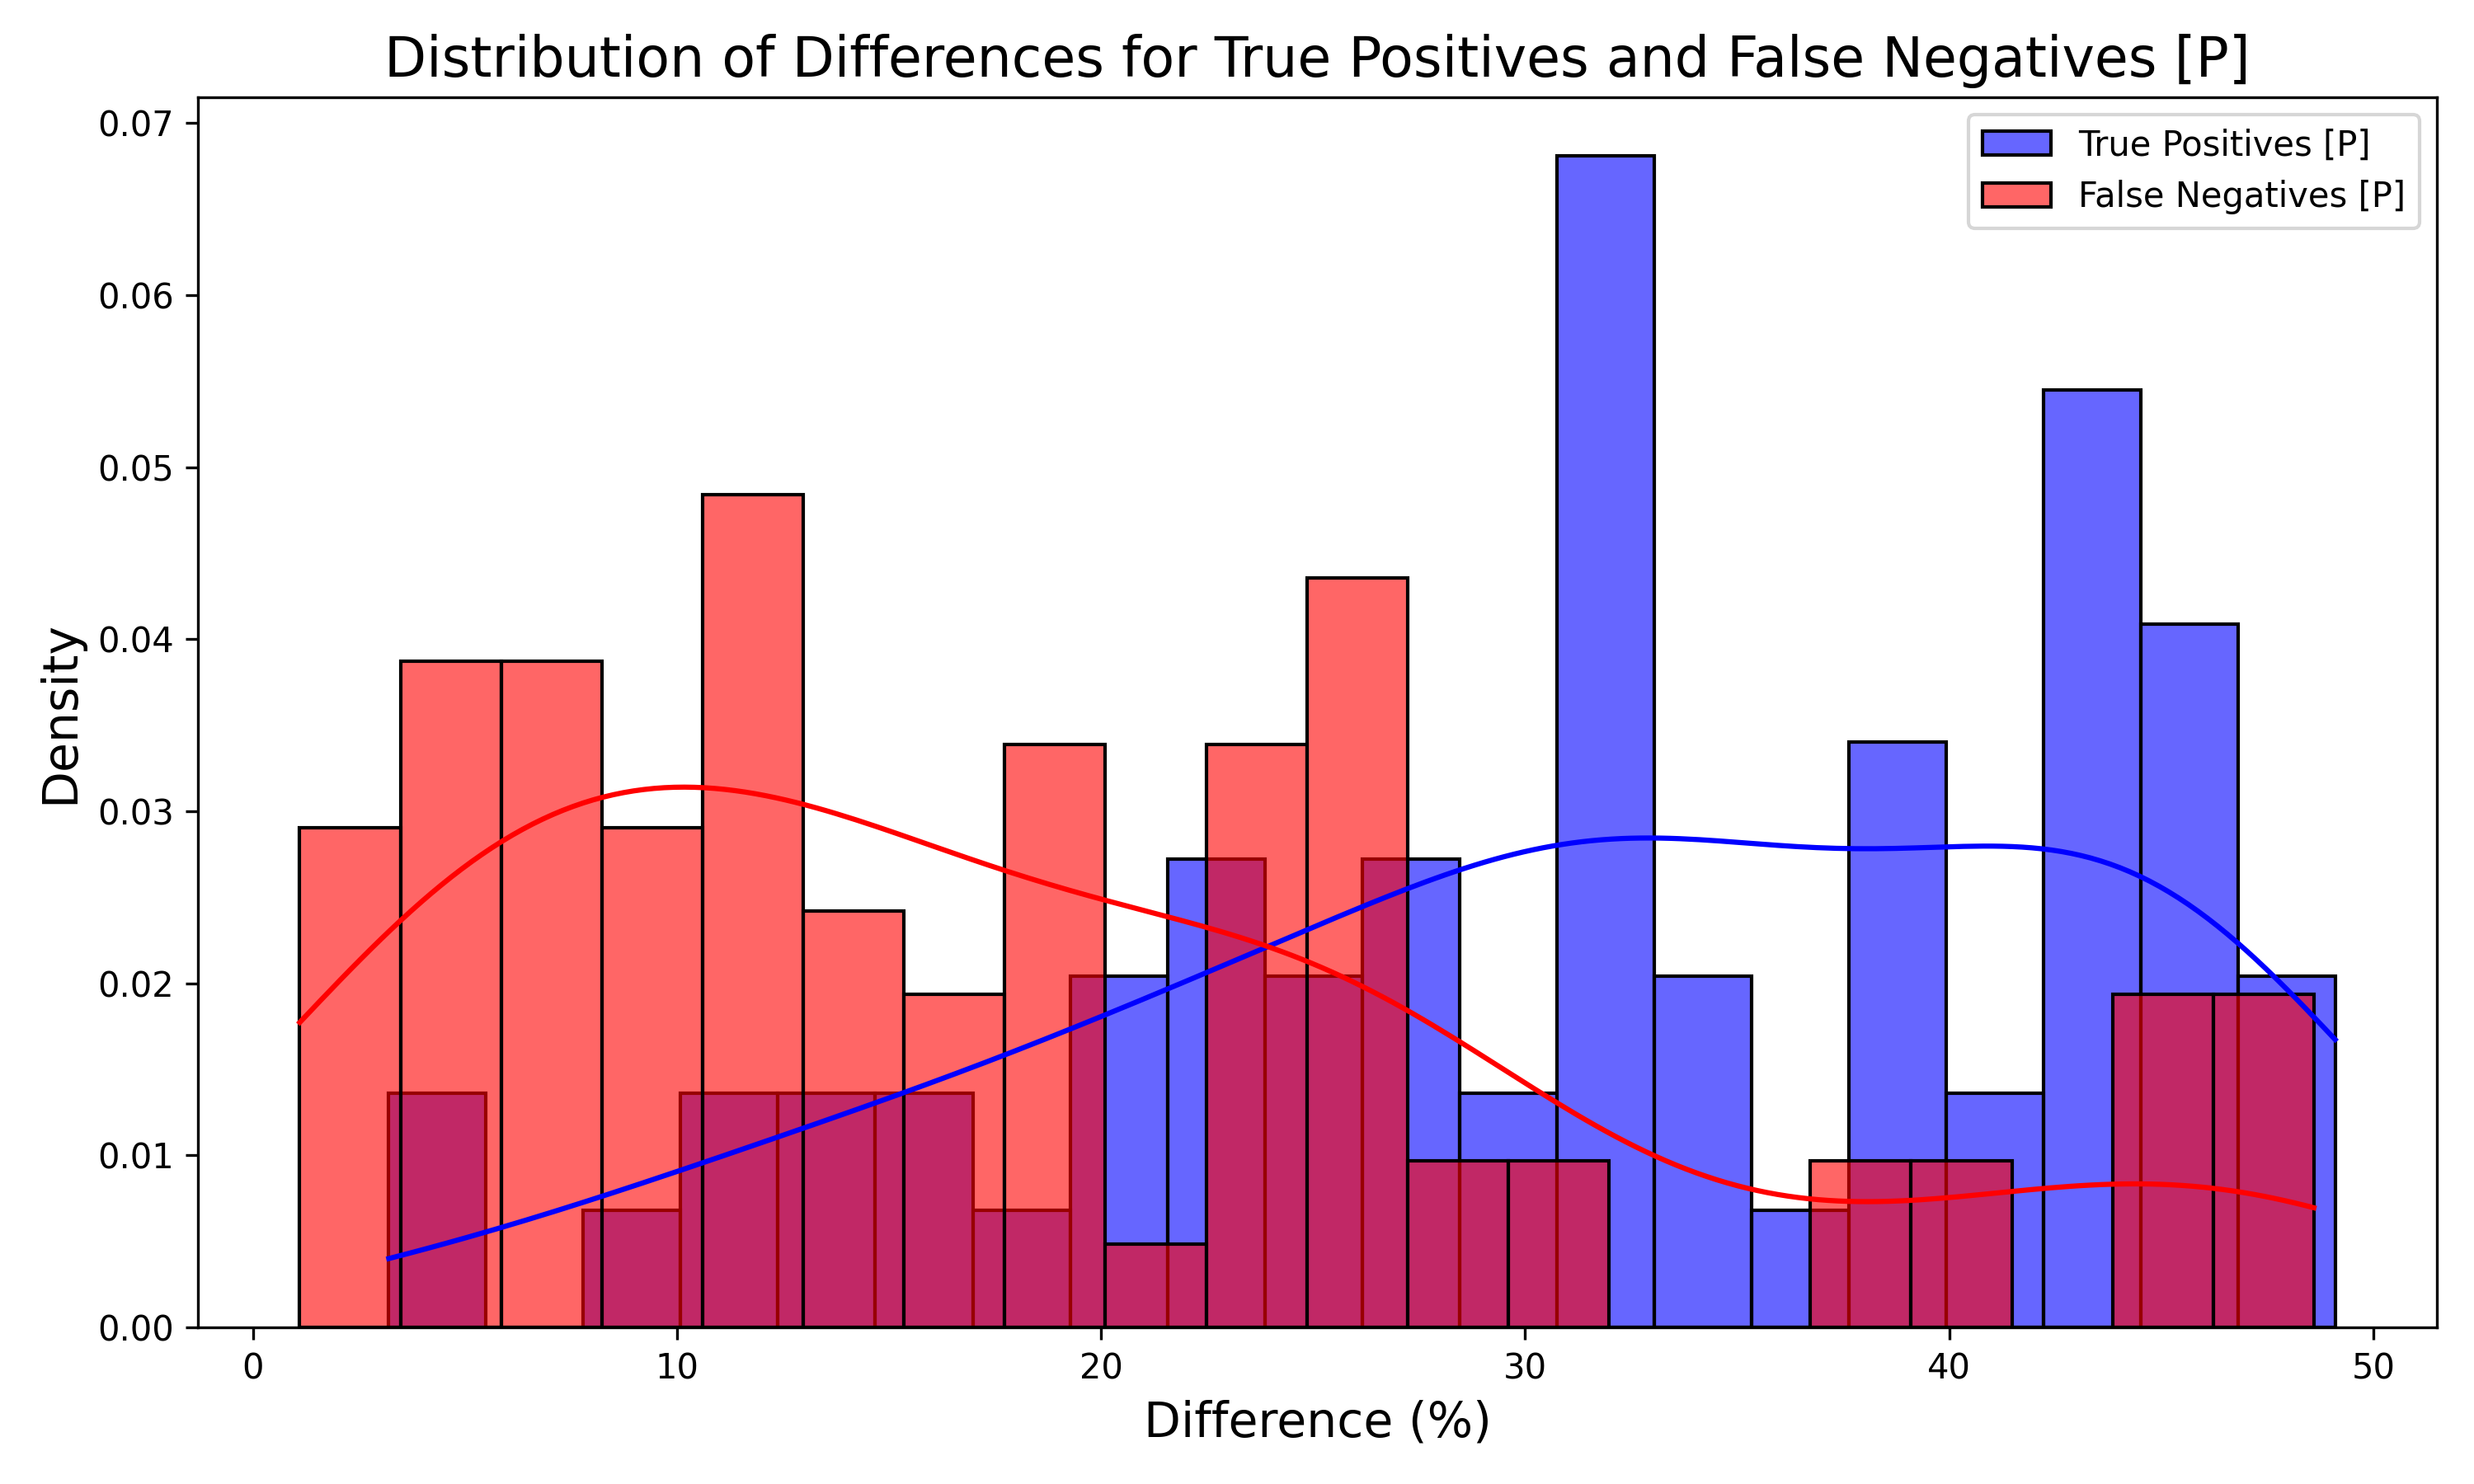 Distribution of Differences for True Positives and False Negatives [P]
True Positives [P]
False Negatives [P]
Density
0.07
0.06
0.05
0.04
0.03
0.02
0.01
0.00
0 10 20 30 40 50
Difference (%)